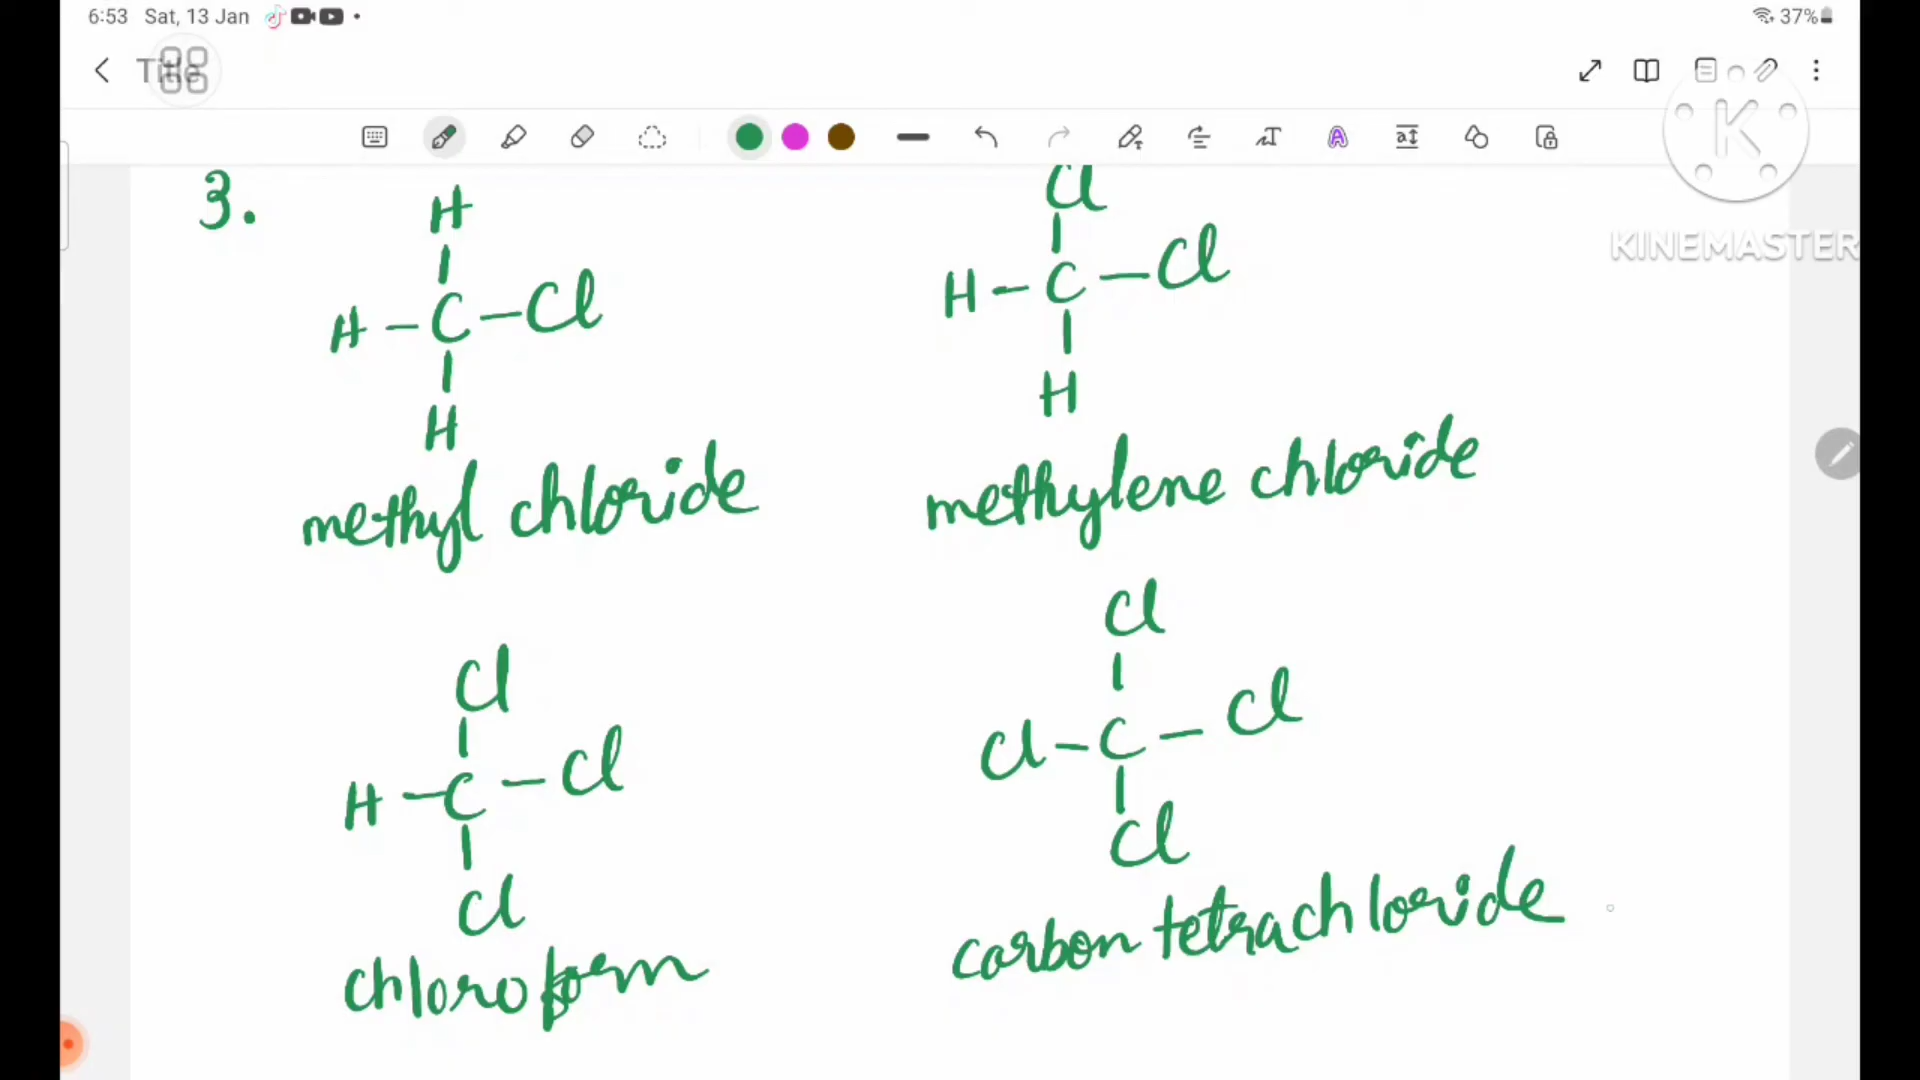 6:53 Sat, 13 Jan
37%
Title
K
KINEMASTER
3.
H
H – C – Cl
H
methyl chloride
Cl
H – C – Cl
H
methylene chloride
Cl
H – C – Cl
Cl
chloroform
Cl
Cl – C – Cl
Cl
carbon tetrachloride